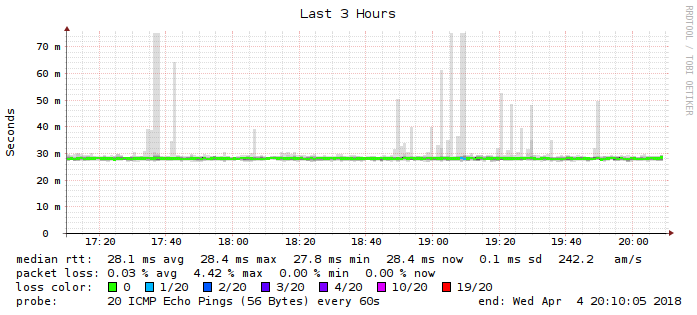 Last 3 Hours
RRDTOOL / TOBI OETIKER
Seconds
70 m
60 m
50 m
40 m
30 m
20 m
10 m
0
17:20 17:40 18:00 18:20 18:40 19:00 19:20 19:40 20:00
median rtt: 28.1 ms avg 28.4 ms max 27.8 ms min 28.4 ms now 0.1 ms sd 242.2 am/s
packet loss: 0.03 % avg 4.42 % max 0.00 % min 0.00 % now
loss color: 0 1/20 2/20 3/20 4/20 10/20 19/20
probe: 20 ICMP Echo Pings (56 Bytes) every 60s end: Wed Apr 4 20:10:05 2018